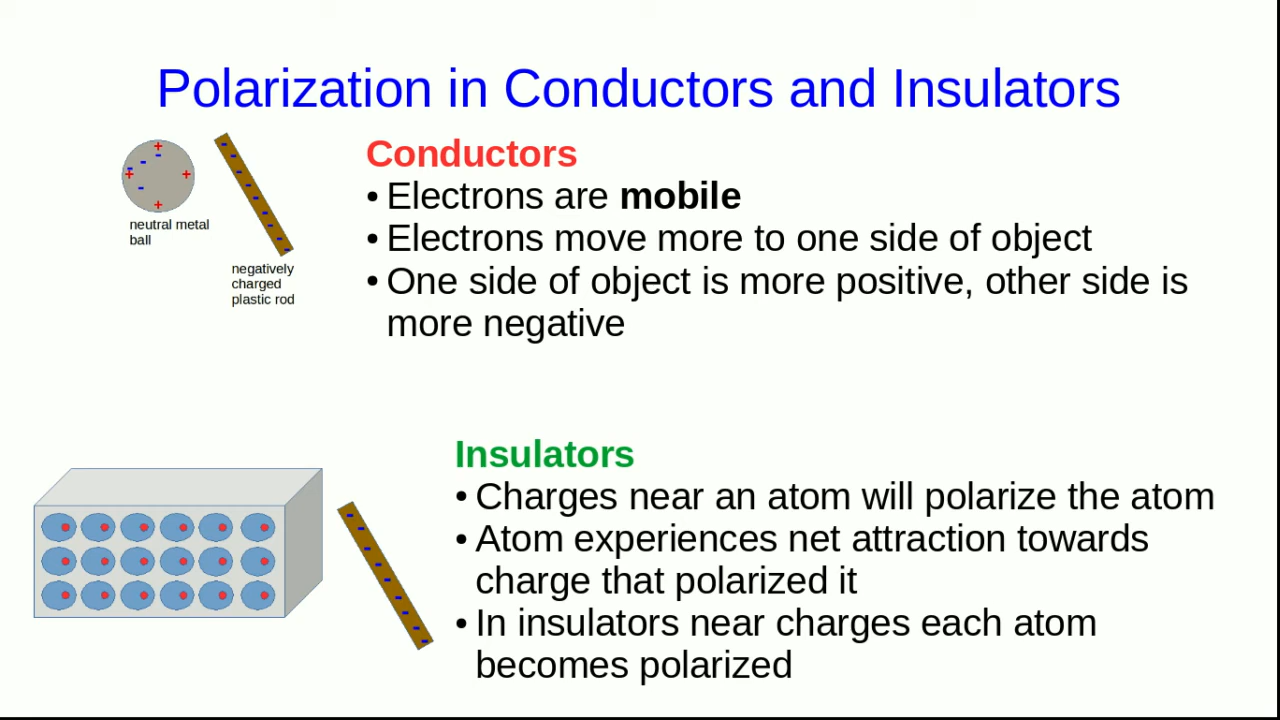 Polarization in Conductors and Insulators
Conductors
• Electrons are mobile
• Electrons move more to one side of object
• One side of object is more positive, other side is
more negative
neutral metal
ball
negatively
charged
plastic rod
Insulators
• Charges near an atom will polarize the atom
• Atom experiences net attraction towards
charge that polarized it
• In insulators near charges each atom
becomes polarized